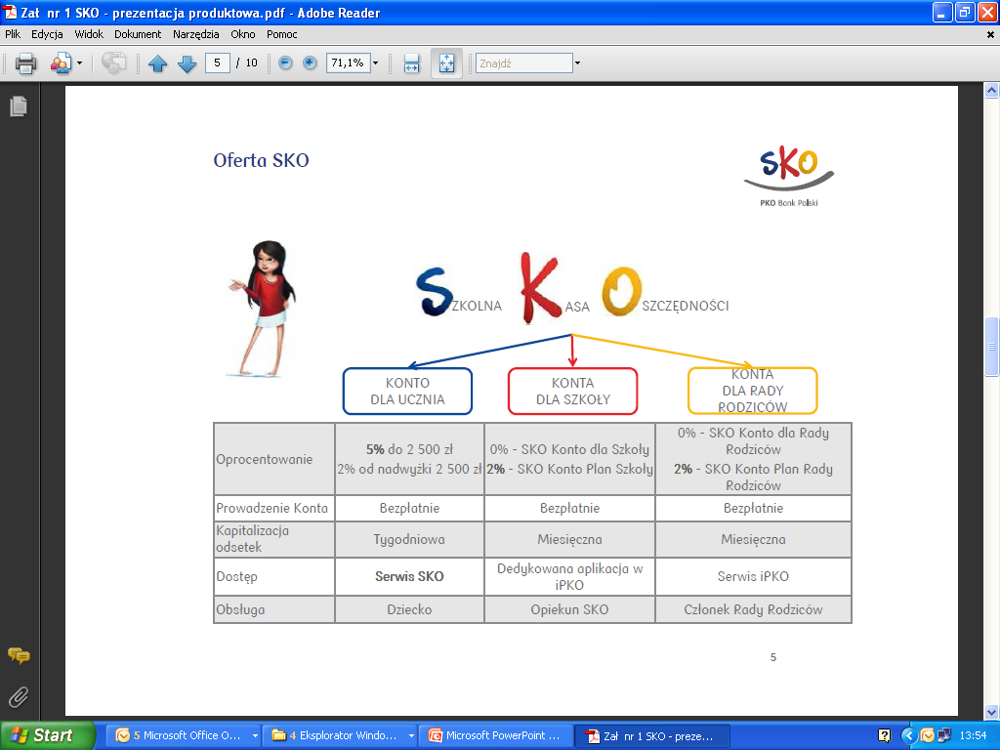 Zał nr 1 SKO - prezentacja produktowa.pdf - Adobe Reader
Plik Edycja Widok Dokument Narzędzia Okno Pomoc
5 / 10 71,1% Znajdź
Oferta SKO
SKO
PKO Bank Polski
SZKOLNA KASA OSZCZĘDNOŚCI
KONTO
DLA UCZNIA
KONTA
DLA SZKOŁY
KONTA
DLA RADY
RODZICÓW
Oprocentowanie
5% do 2 500 zł
2% od nadwyżki 2 500 zł
0% - SKO Konto dla Szkoły
2% - SKO Konto Plan Szkoły
0% - SKO Konto dla Rady
Rodziców
2% - SKO Konto Plan Rady
Rodziców
Prowadzenie Konta Bezpłatnie Bezpłatnie Bezpłatnie
Kapitalizacja
odsetek
Tygodniowa Miesięczna Miesięczna
Dostęp
Serwis SKO
Dedykowana aplikacja w
iPKO
Serwis iPKO
Obsługa Dziecko Opiekun SKO Członek Rady Rodziców
5
Start 5 Microsoft Office O... 4 Eksplorator Windo... Microsoft PowerPoint ... Zał nr 1 SKO - preze... 13:54